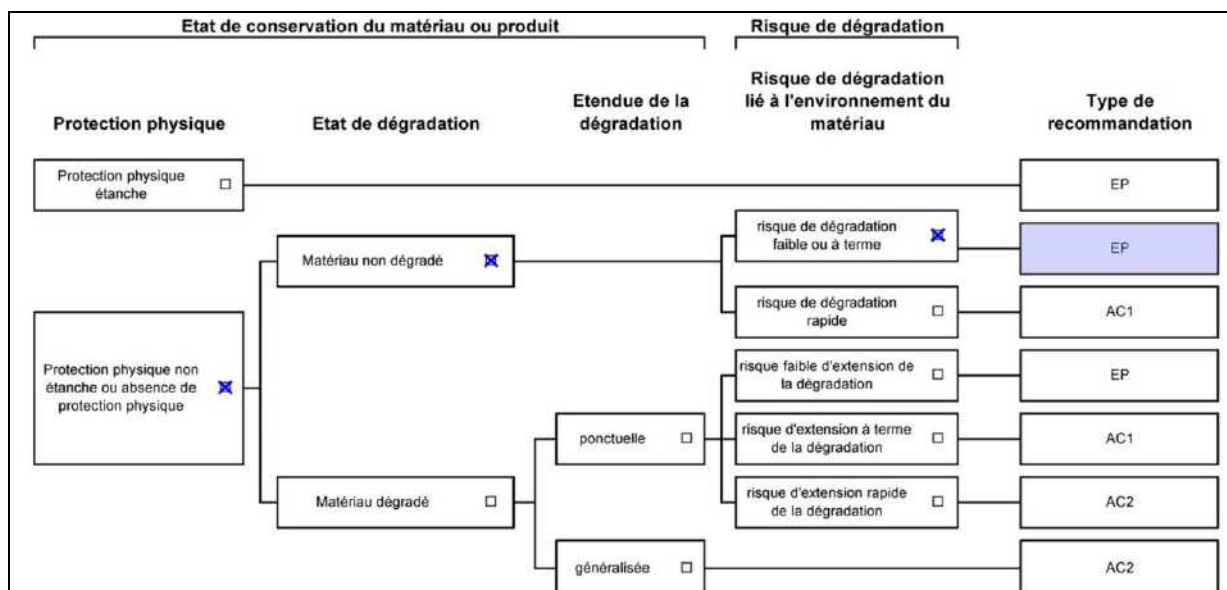 Etat de conservation du matériau ou produit
Risque de dégradation
Protection physique
Etat de dégradation
Etendue de la
dégradation
Risque de dégradation
lié à l'environnement du
matériau
Type de
recommandation
Protection physique
étanche
EP
Protection physique non
étanche ou absence de
protection physique
Matériau non dégradé
risque de dégradation
faible ou à terme
EP
risque de dégradation
rapide
AC1
Matériau dégradé
ponctuelle
risque faible d'extension de
la dégradation
EP
risque d'extension à terme
de la dégradation
AC1
risque d'extension rapide
de la dégradation
AC2
généralisée
AC2